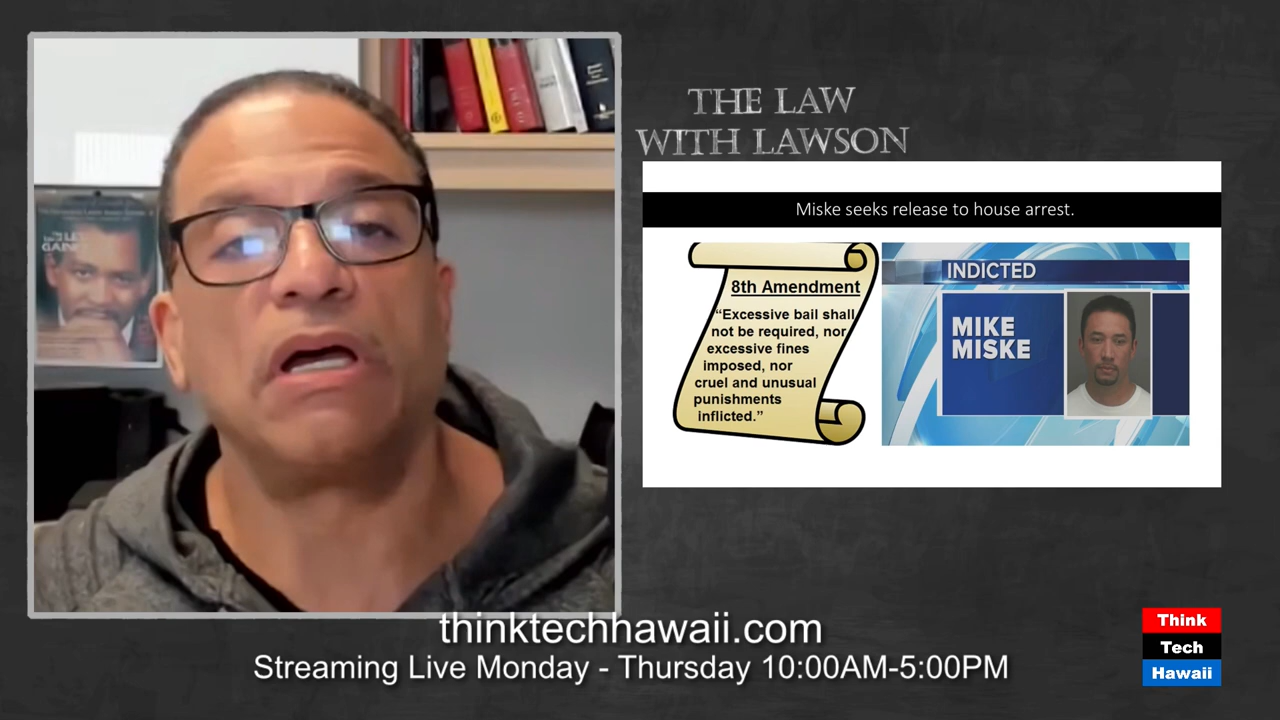 THE LAW
WITH LAWSON
Miske seeks release to house arrest.
8th Amendment
“Excessive bail shall
not be required, nor
excessive fines
imposed, nor
cruel and unusual
punishments
inflicted.”
INDICTED
MIKE
MISKE
thinktechhawaii.com
Streaming Live Monday - Thursday 10:00AM-5:00PM
Think
Tech
Hawaii